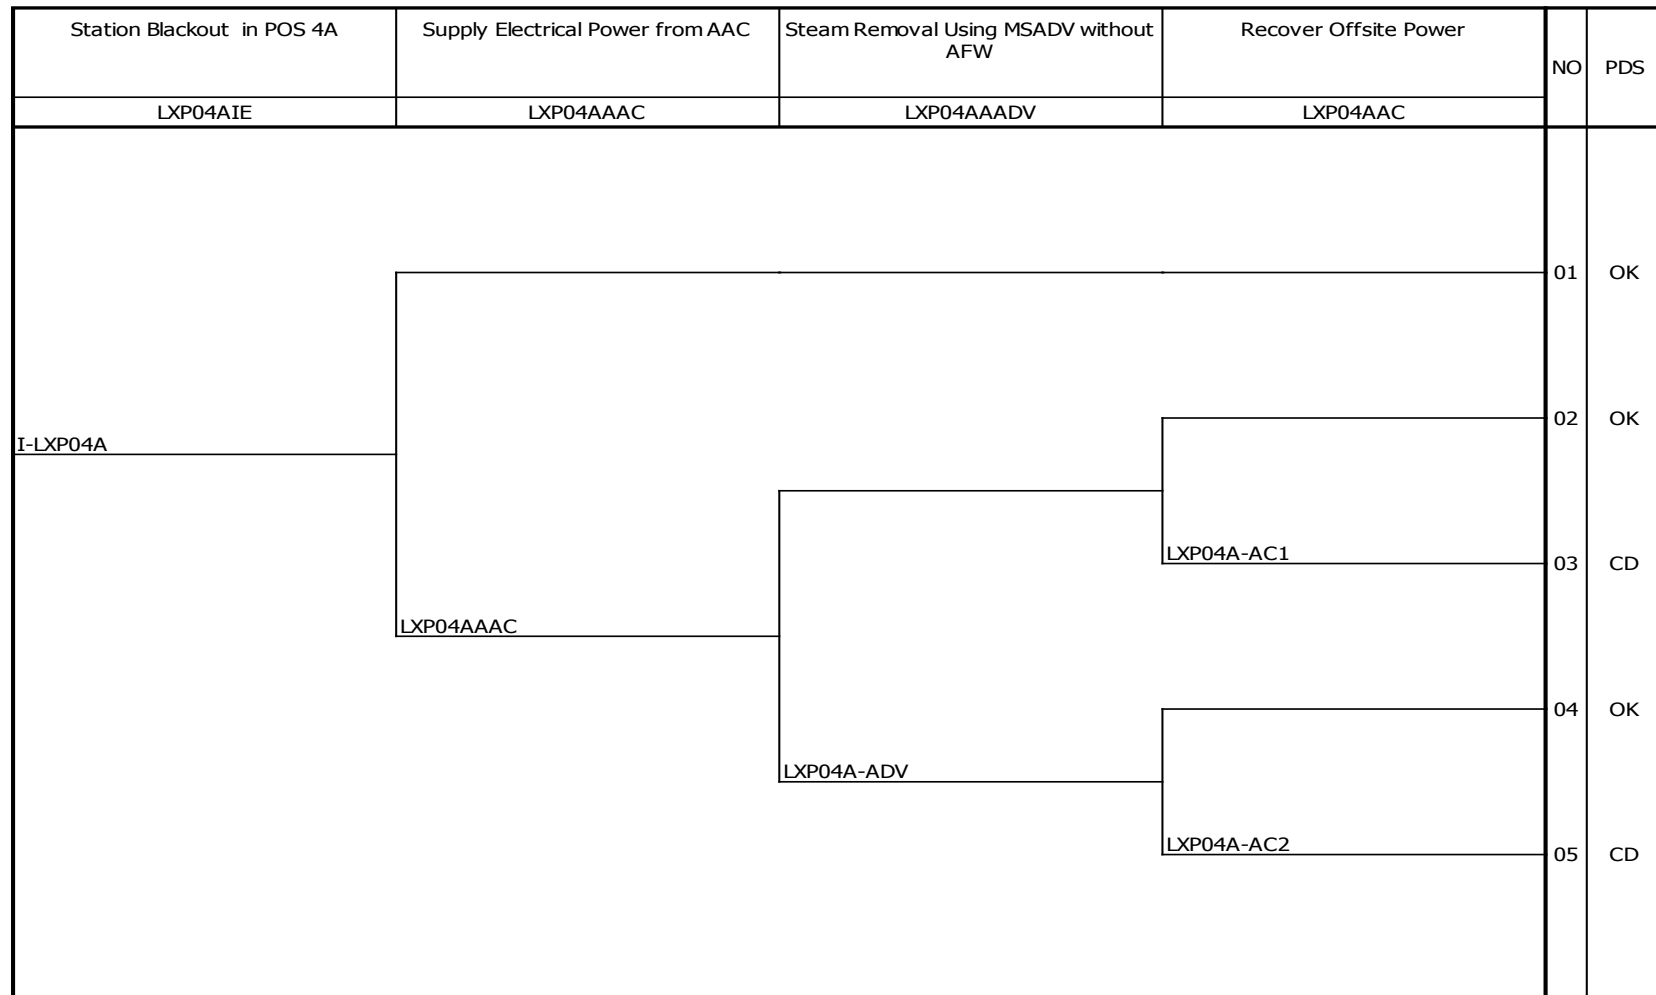 Station Blackout in POS 4A
Supply Electrical Power from AAC
Steam Removal Using MSADV without
AFW
Recover Offsite Power
NO
PDS
LXP04AIE
LXP04AAAC
LXP04AAADV
LXP04AAC
01
OK
02
OK
I-LXP04A
LXP04A-AC1
03
CD
LXP04AAAC
04
OK
LXP04A-ADV
LXP04A-AC2
05
CD